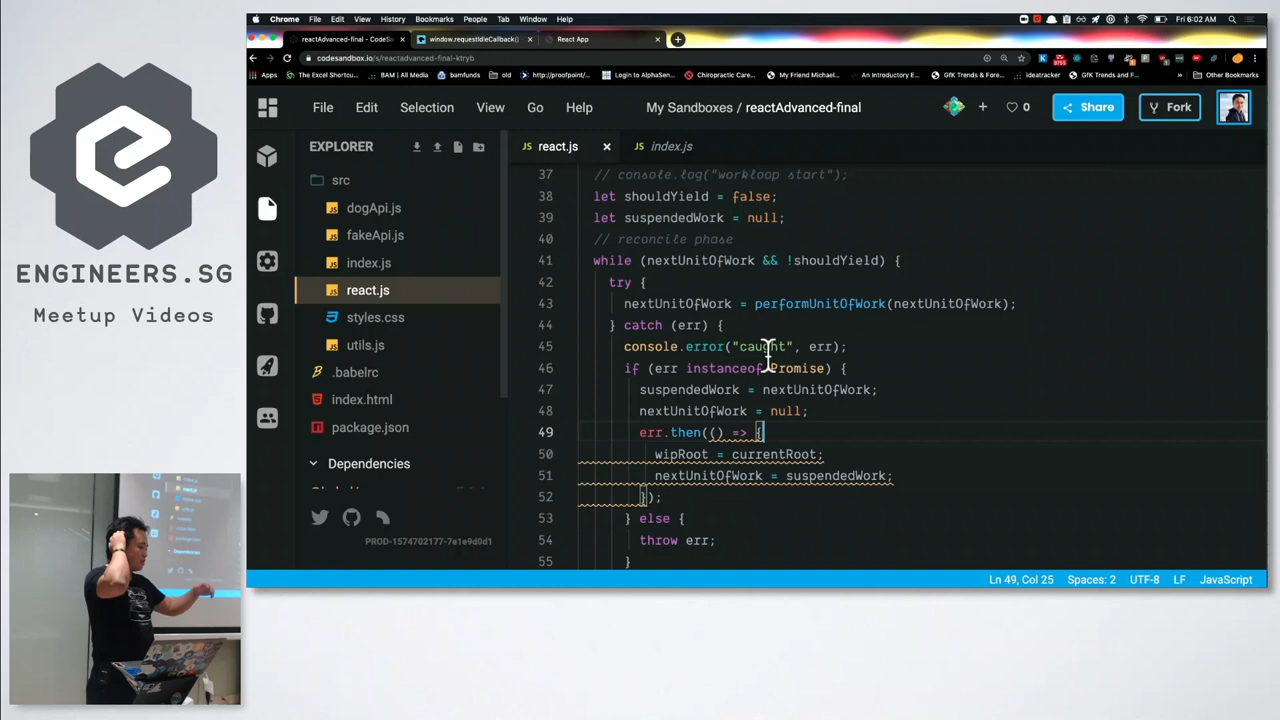 ENGINEERS.SG
Meetup Videos
Chrome File Edit View History Bookmarks People Tab Window Help
Fri 6:02 AM
reactAdvanced-final - CodeSa
window.requestIdleCallback()
React App
codesandbox.io/s/reactadvanced-final-ktryb
Apps
The Excel Shortcu...
BAM | All Media
bamfunds
old
http://proofpoint/...
Login to AlphaSen...
Chiropractic Care...
My Friend Michael...
An Introductory E...
GfK Trends & Fore...
ideatracker
GfK Trends and F...
»
Other Bookmarks
File Edit Selection View Go Help
My Sandboxes / reactAdvanced-final
0
Share
Fork
EXPLORER
src
dogApi.js
fakeApi.js
index.js
react.js
styles.css
utils.js
.babelrc
index.html
package.json
Dependencies
PROD-1574702177-7e1e9d0d1
JS react.js ×
JS index.js
37 // console.log("workloop start");
38 let shouldYield = false;
39 let suspendedWork = null;
40 // reconcile phase
41 while (nextUnitOfWork && !shouldYield) {
42 try {
43 nextUnitOfWork = performUnitOfWork(nextUnitOfWork);
44 } catch (err) {
45 console.error("caught", err);
46 if (err instanceof Promise) {
47 suspendedWork = nextUnitOfWork;
48 nextUnitOfWork = null;
49 err.then(() => {
50 wipRoot = currentRoot;
51 nextUnitOfWork = suspendedWork;
52 });
53 } else {
54 throw err;
55 }
Ln 49, Col 25 Spaces: 2 UTF-8 LF JavaScript